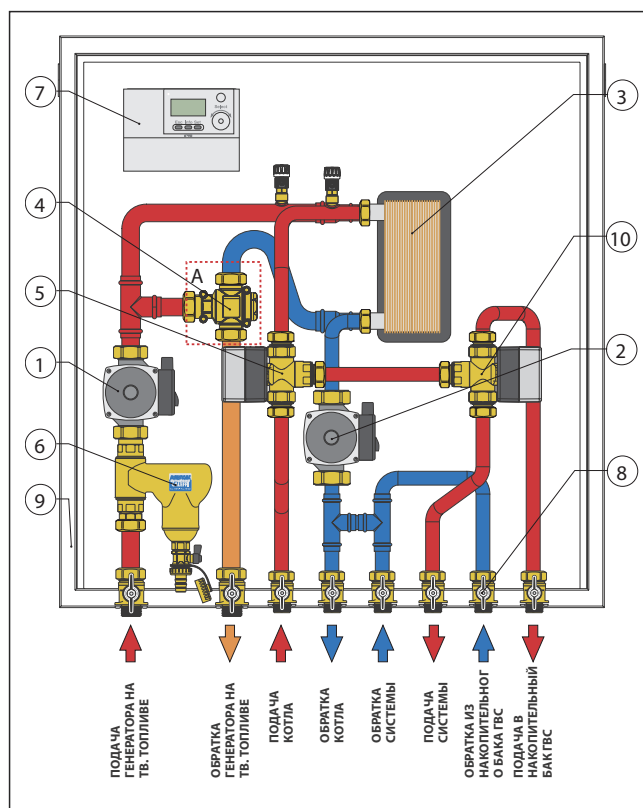 7
3
4
A
10
5
1
2
6
9
8
ПОДАЧА
ГЕНЕРАТОРА НА
ТВ. ТОПЛИВЕ
ОБРАТКА
ГЕНЕРАТОРА НА
ТВ. ТОПЛИВЕ
ПОДАЧА
КОТЛА
ОБРАТКА
КОТЛА
ОБРАТКА
СИСТЕМЫ
ПОДАЧА
СИСТЕМЫ
ОБРАТКА ИЗ
НАКОПИТЕЛЬНОГ
О БАКА ГВС
ПОДАЧА В
НАКОПИТЕЛЬНЫЙ
БАК ГВС